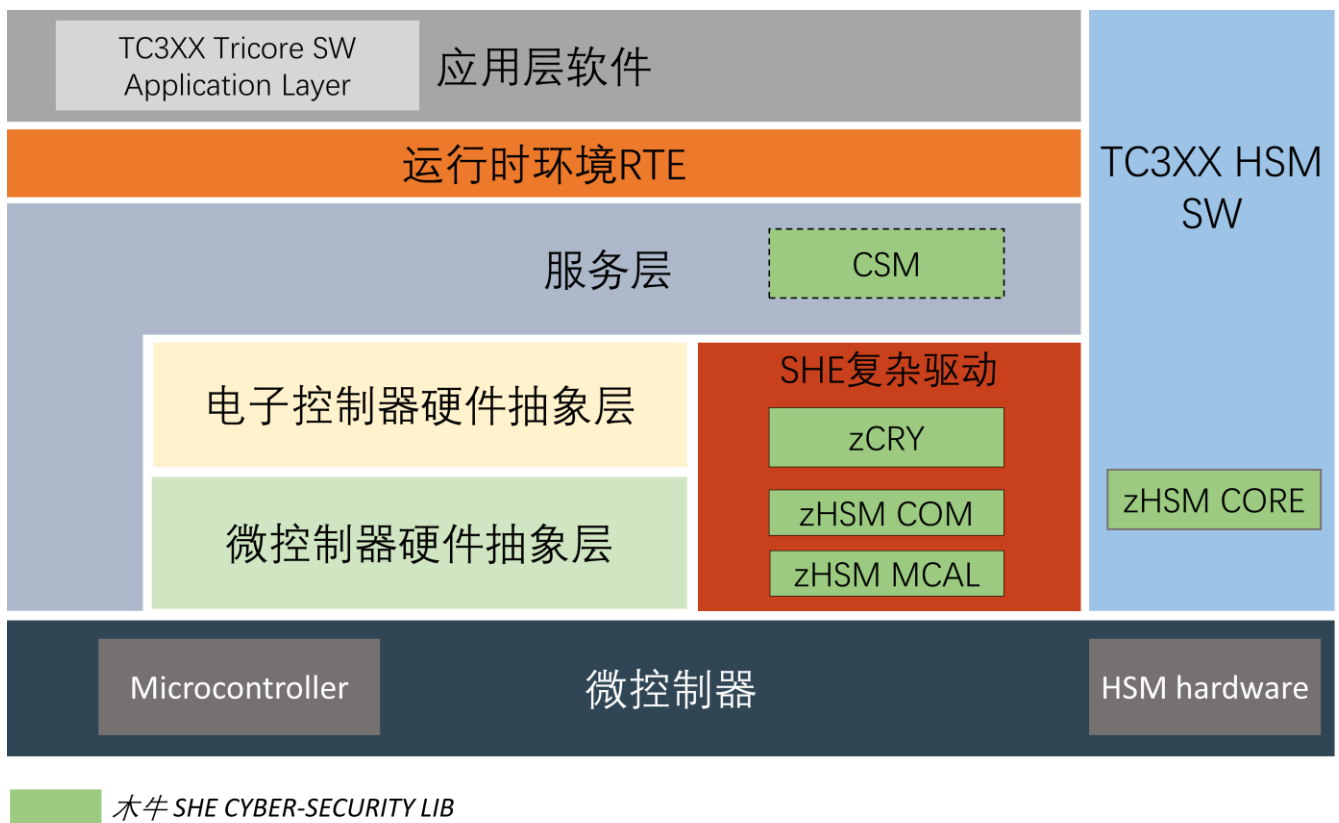 TC3XX Tricore SW
Application Layer
应用层软件
运行时环境RTE
TC3XX HSM
SW
服务层
CSM
电子控制器硬件抽象层
SHE复杂驱动
zCRY
zHSM COM
zHSM CORE
微控制器硬件抽象层
zHSM MCAL
Microcontroller
微控制器
HSM hardware
木牛 SHE CYBER-SECURITY LIB